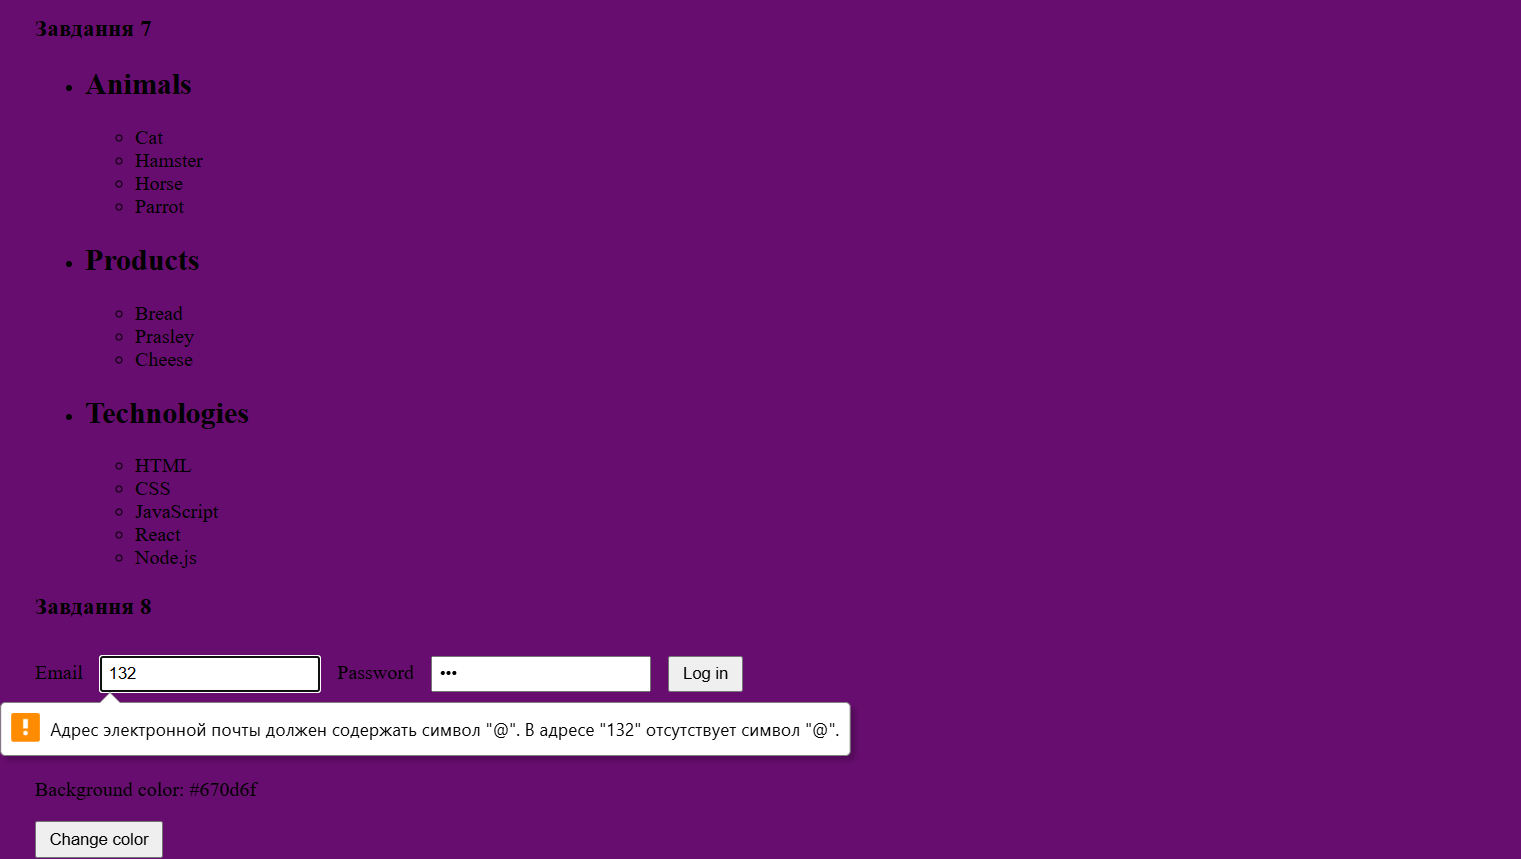 Завдання 7
Animals
Cat
Hamster
Horse
Parrot
Products
Bread
Prasley
Cheese
Technologies
HTML
CSS
JavaScript
React
Node.js
Завдання 8
Email 132 Password ••• Log in
Адрес электронной почты должен содержать символ "@". В адресе "132" отсутствует символ "@".
Background color: #670d6f
Change color